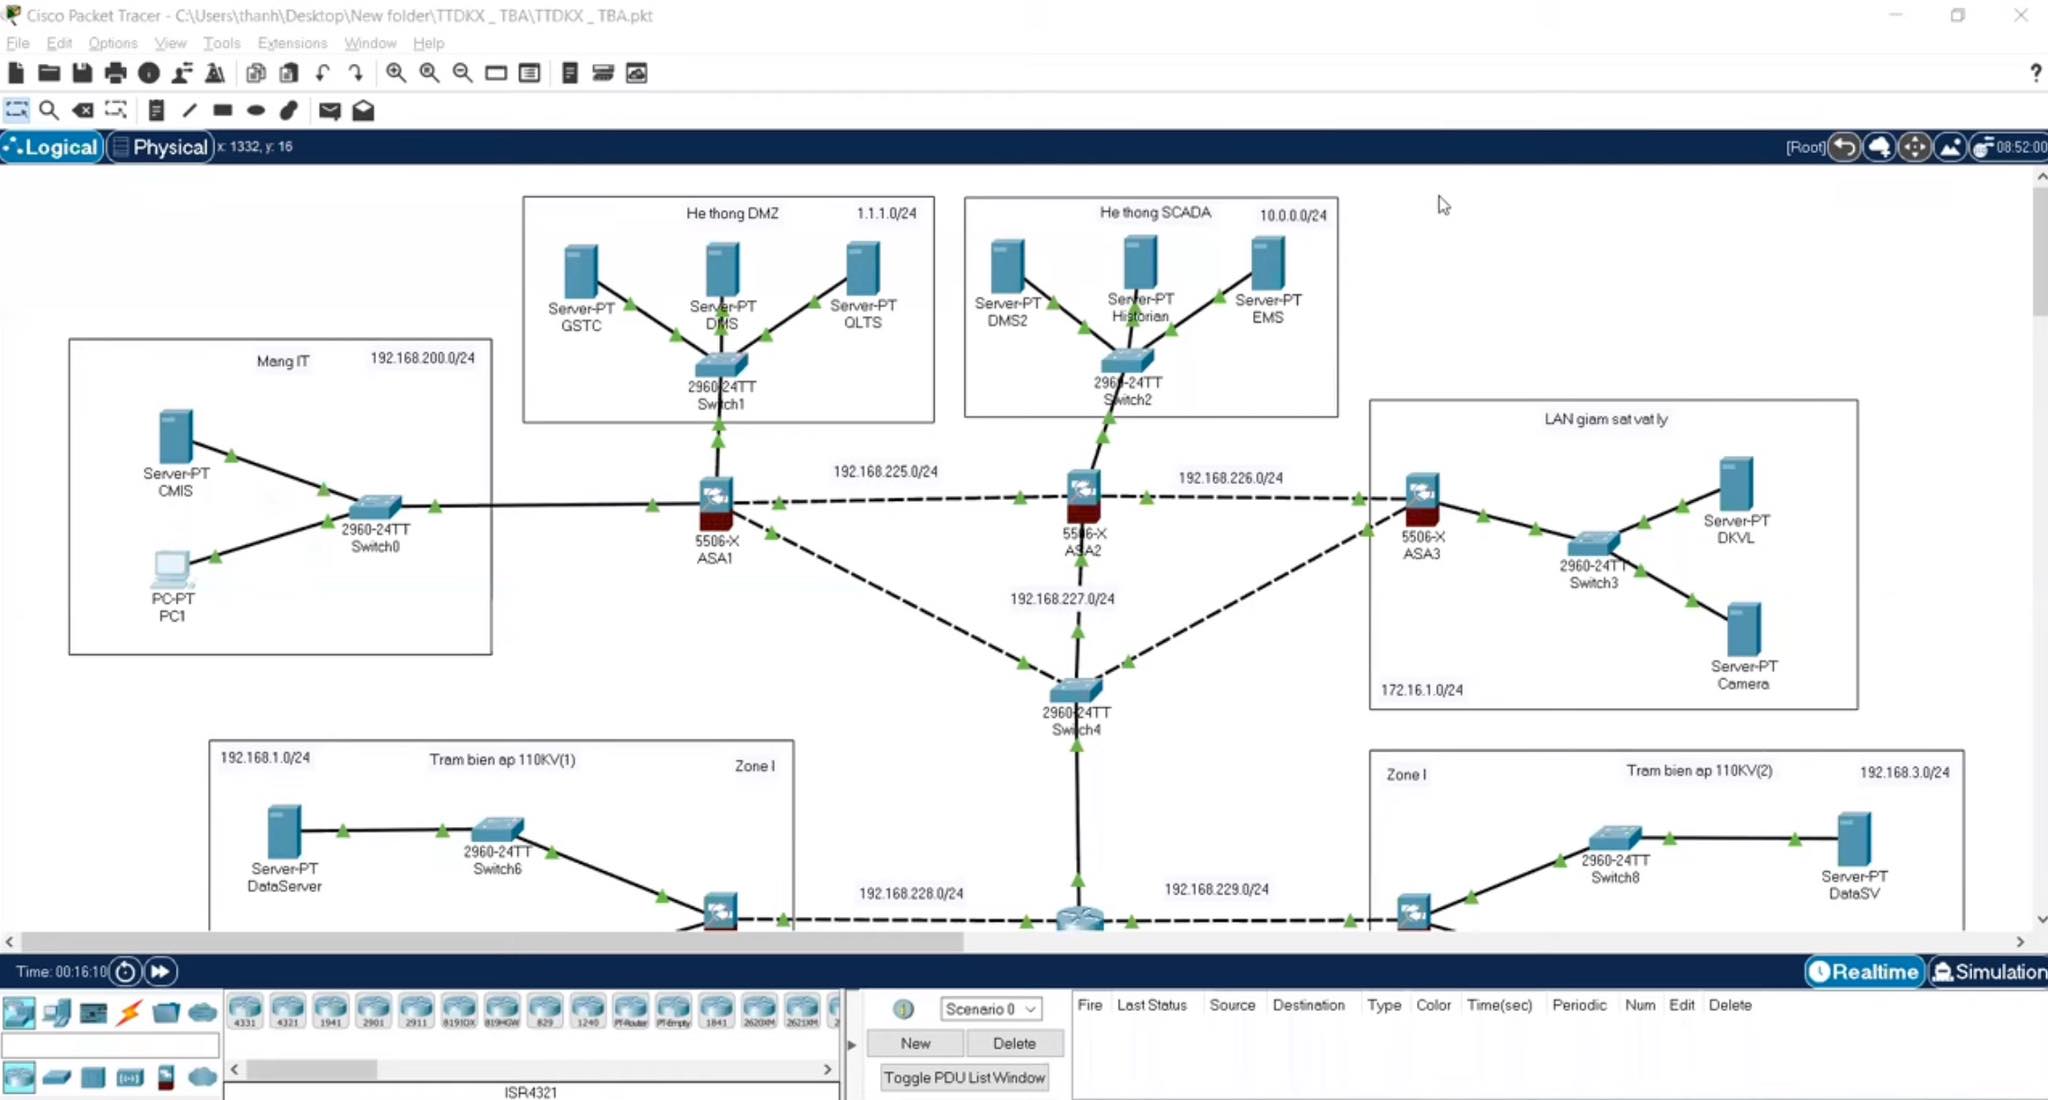 Cisco Packet Tracer - C:\Users\thanh\Desktop\New folder\TTDKX _ TBA\TTDKX _ TBA.pkt
File Edit Options View Tools Extensions Window Help
?
Logical Physical x: 1332, y: 16 [Root] 08:52:00
He thong DMZ 1.1.1.0/24
Server-PT
GSTC
Server-PT
DMS
Server-PT
QLTS
2960-24TT
Switch1
He thong SCADA 10.0.0.0/24
Server-PT
DMS2
Server-PT
Historian
Server-PT
EMS
2960-24TT
Switch2
Mang IT 192.168.200.0/24
Server-PT
CMIS
2960-24TT
Switch0
PC-PT
PC1
192.168.225.0/24
192.168.226.0/24
5506-X
ASA1
5506-X
ASA2
5506-X
ASA3
192.168.227.0/24
2960-24TT
Switch4
LAN giam sat vat ly
Server-PT
DKVL
2960-24TT
Switch3
Server-PT
Camera
172.16.1.0/24
192.168.1.0/24 Tram bien ap 110KV(1) Zone I
Server-PT
DataServer
2960-24TT
Switch6
192.168.228.0/24
192.168.229.0/24
Zone I Tram bien ap 110KV(2) 192.168.3.0/24
2960-24TT
Switch8
Server-PT
DataSV
Time: 00:16:10 Realtime Simulation
4331 4321 1941 2901 2911 819IOX 819HGW 829 1240 PT-Router PT-Empty 1841 2620XM 2621XM 2
ISR4321
Scenario 0
New Delete
Toggle PDU List Window
Fire Last Status Source Destination Type Color Time(sec) Periodic Num Edit Delete